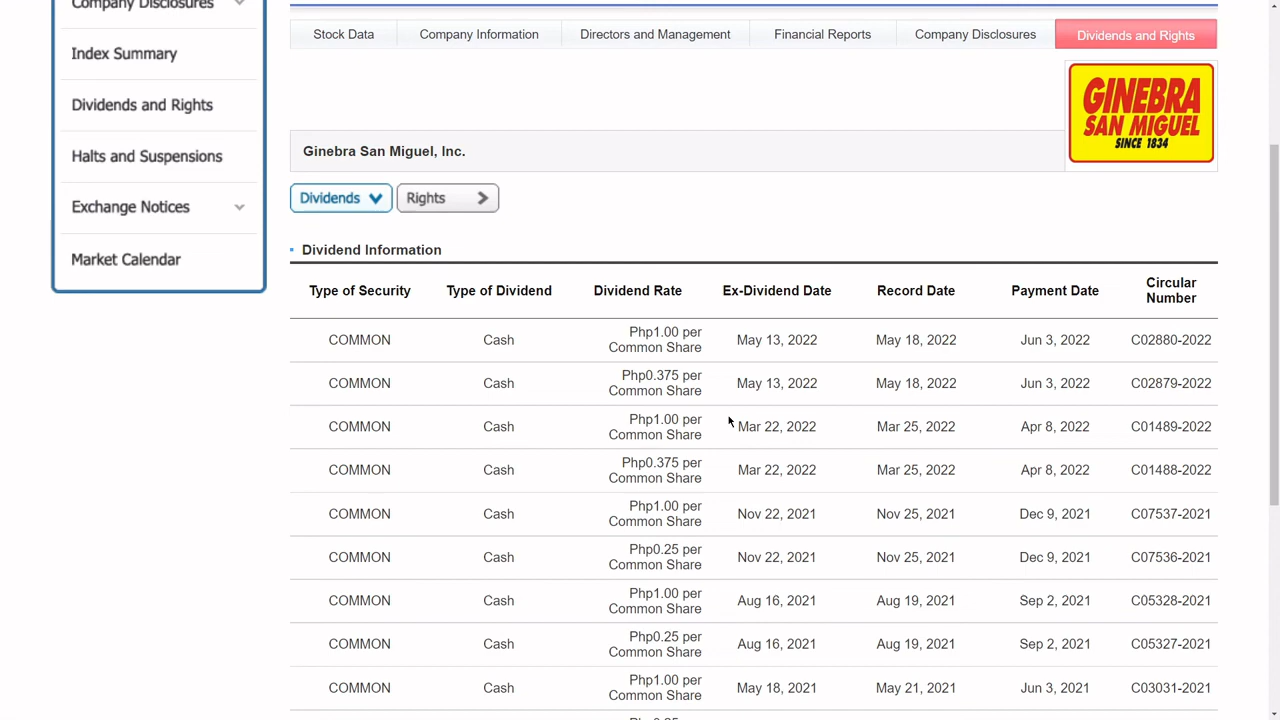 Company Disclosures
Index Summary
Dividends and Rights
Halts and Suspensions
Exchange Notices
Market Calendar
Stock Data
Company Information
Directors and Management
Financial Reports
Company Disclosures
Dividends and Rights
GINEBRA
SAN MIGUEL
SINCE 1834
Ginebra San Miguel, Inc.
Dividends
Rights
Dividend Information
Type of Security Type of Dividend Dividend Rate Ex-Dividend Date Record Date Payment Date Circular Number
COMMON Cash Php1.00 per Common Share May 13, 2022 May 18, 2022 Jun 3, 2022 C02880-2022
COMMON Cash Php0.375 per Common Share May 13, 2022 May 18, 2022 Jun 3, 2022 C02879-2022
COMMON Cash Php1.00 per Common Share Mar 22, 2022 Mar 25, 2022 Apr 8, 2022 C01489-2022
COMMON Cash Php0.375 per Common Share Mar 22, 2022 Mar 25, 2022 Apr 8, 2022 C01488-2022
COMMON Cash Php1.00 per Common Share Nov 22, 2021 Nov 25, 2021 Dec 9, 2021 C07537-2021
COMMON Cash Php0.25 per Common Share Nov 22, 2021 Nov 25, 2021 Dec 9, 2021 C07536-2021
COMMON Cash Php1.00 per Common Share Aug 16, 2021 Aug 19, 2021 Sep 2, 2021 C05328-2021
COMMON Cash Php0.25 per Common Share Aug 16, 2021 Aug 19, 2021 Sep 2, 2021 C05327-2021
COMMON Cash Php1.00 per Common Share May 18, 2021 May 21, 2021 Jun 3, 2021 C03031-2021